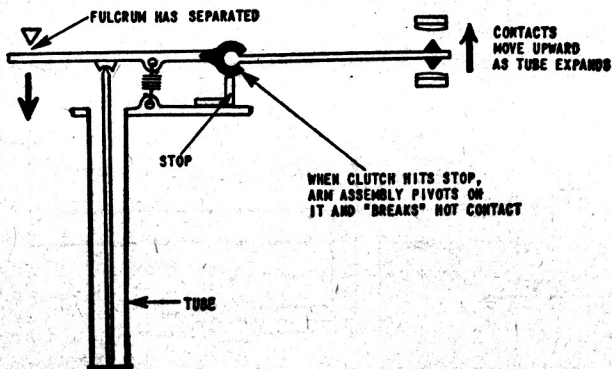 FULCRUM HAS SEPARATED
CONTACTS
MOVE UPWARD
AS TUBE EXPANDS
STOP
WHEN CLUTCH HITS STOP,
ARM ASSEMBLY PIVOTS ON
IT AND "BREAKS" HOT CONTACT
TUBE